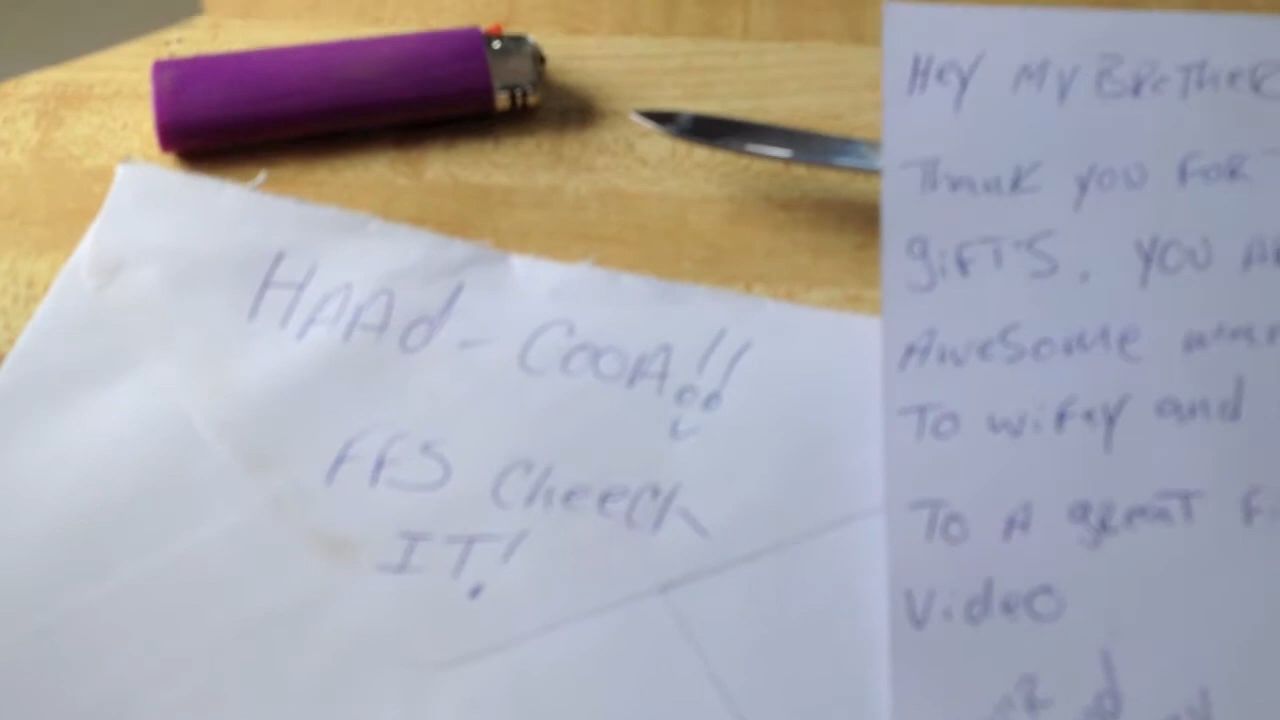 HAAd - COOA!!
FFS Cheeck
IT!
Hey My BroTHer
THank you FOR
giFTS. YOU
Awesome
To wiFey and
To A great
Video